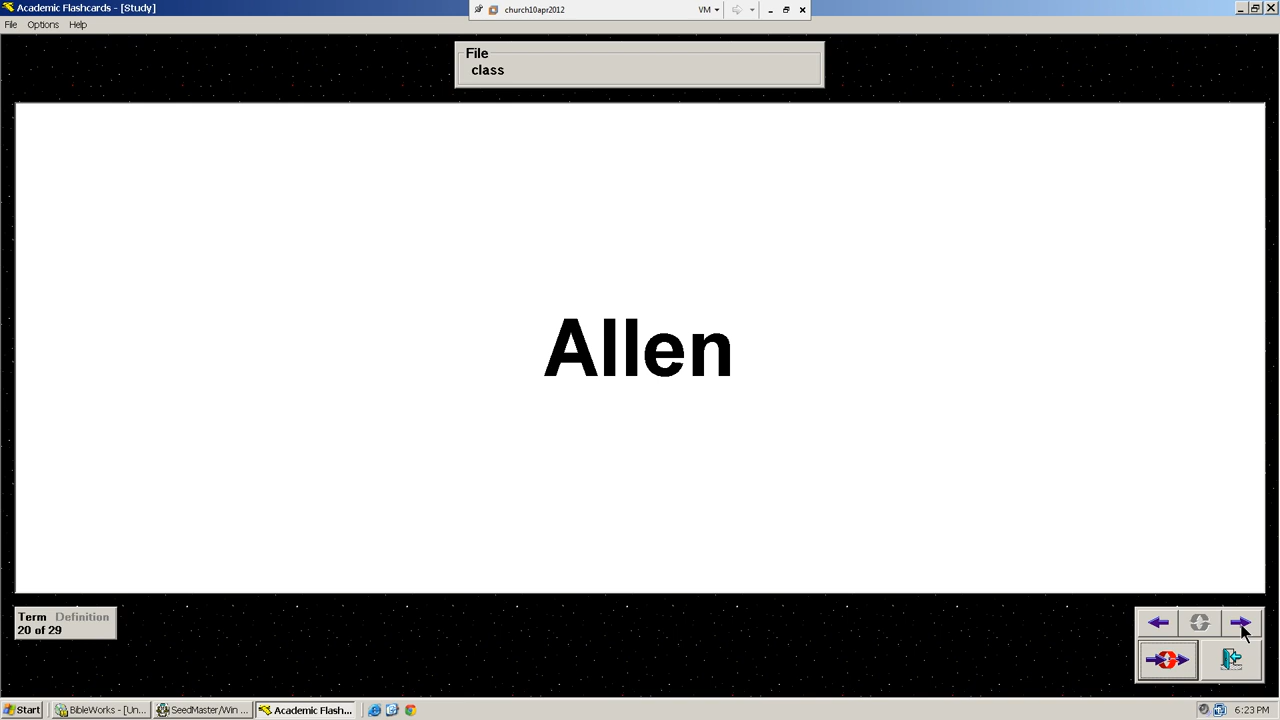 Academic Flashcards - [Study]
church10apr2012
VM
File Options Help
File
class
Allen
Term Definition
20 of 29
Start
BibleWorks - [Un...
SeedMaster/Win ...
Academic Flash...
6:23 PM